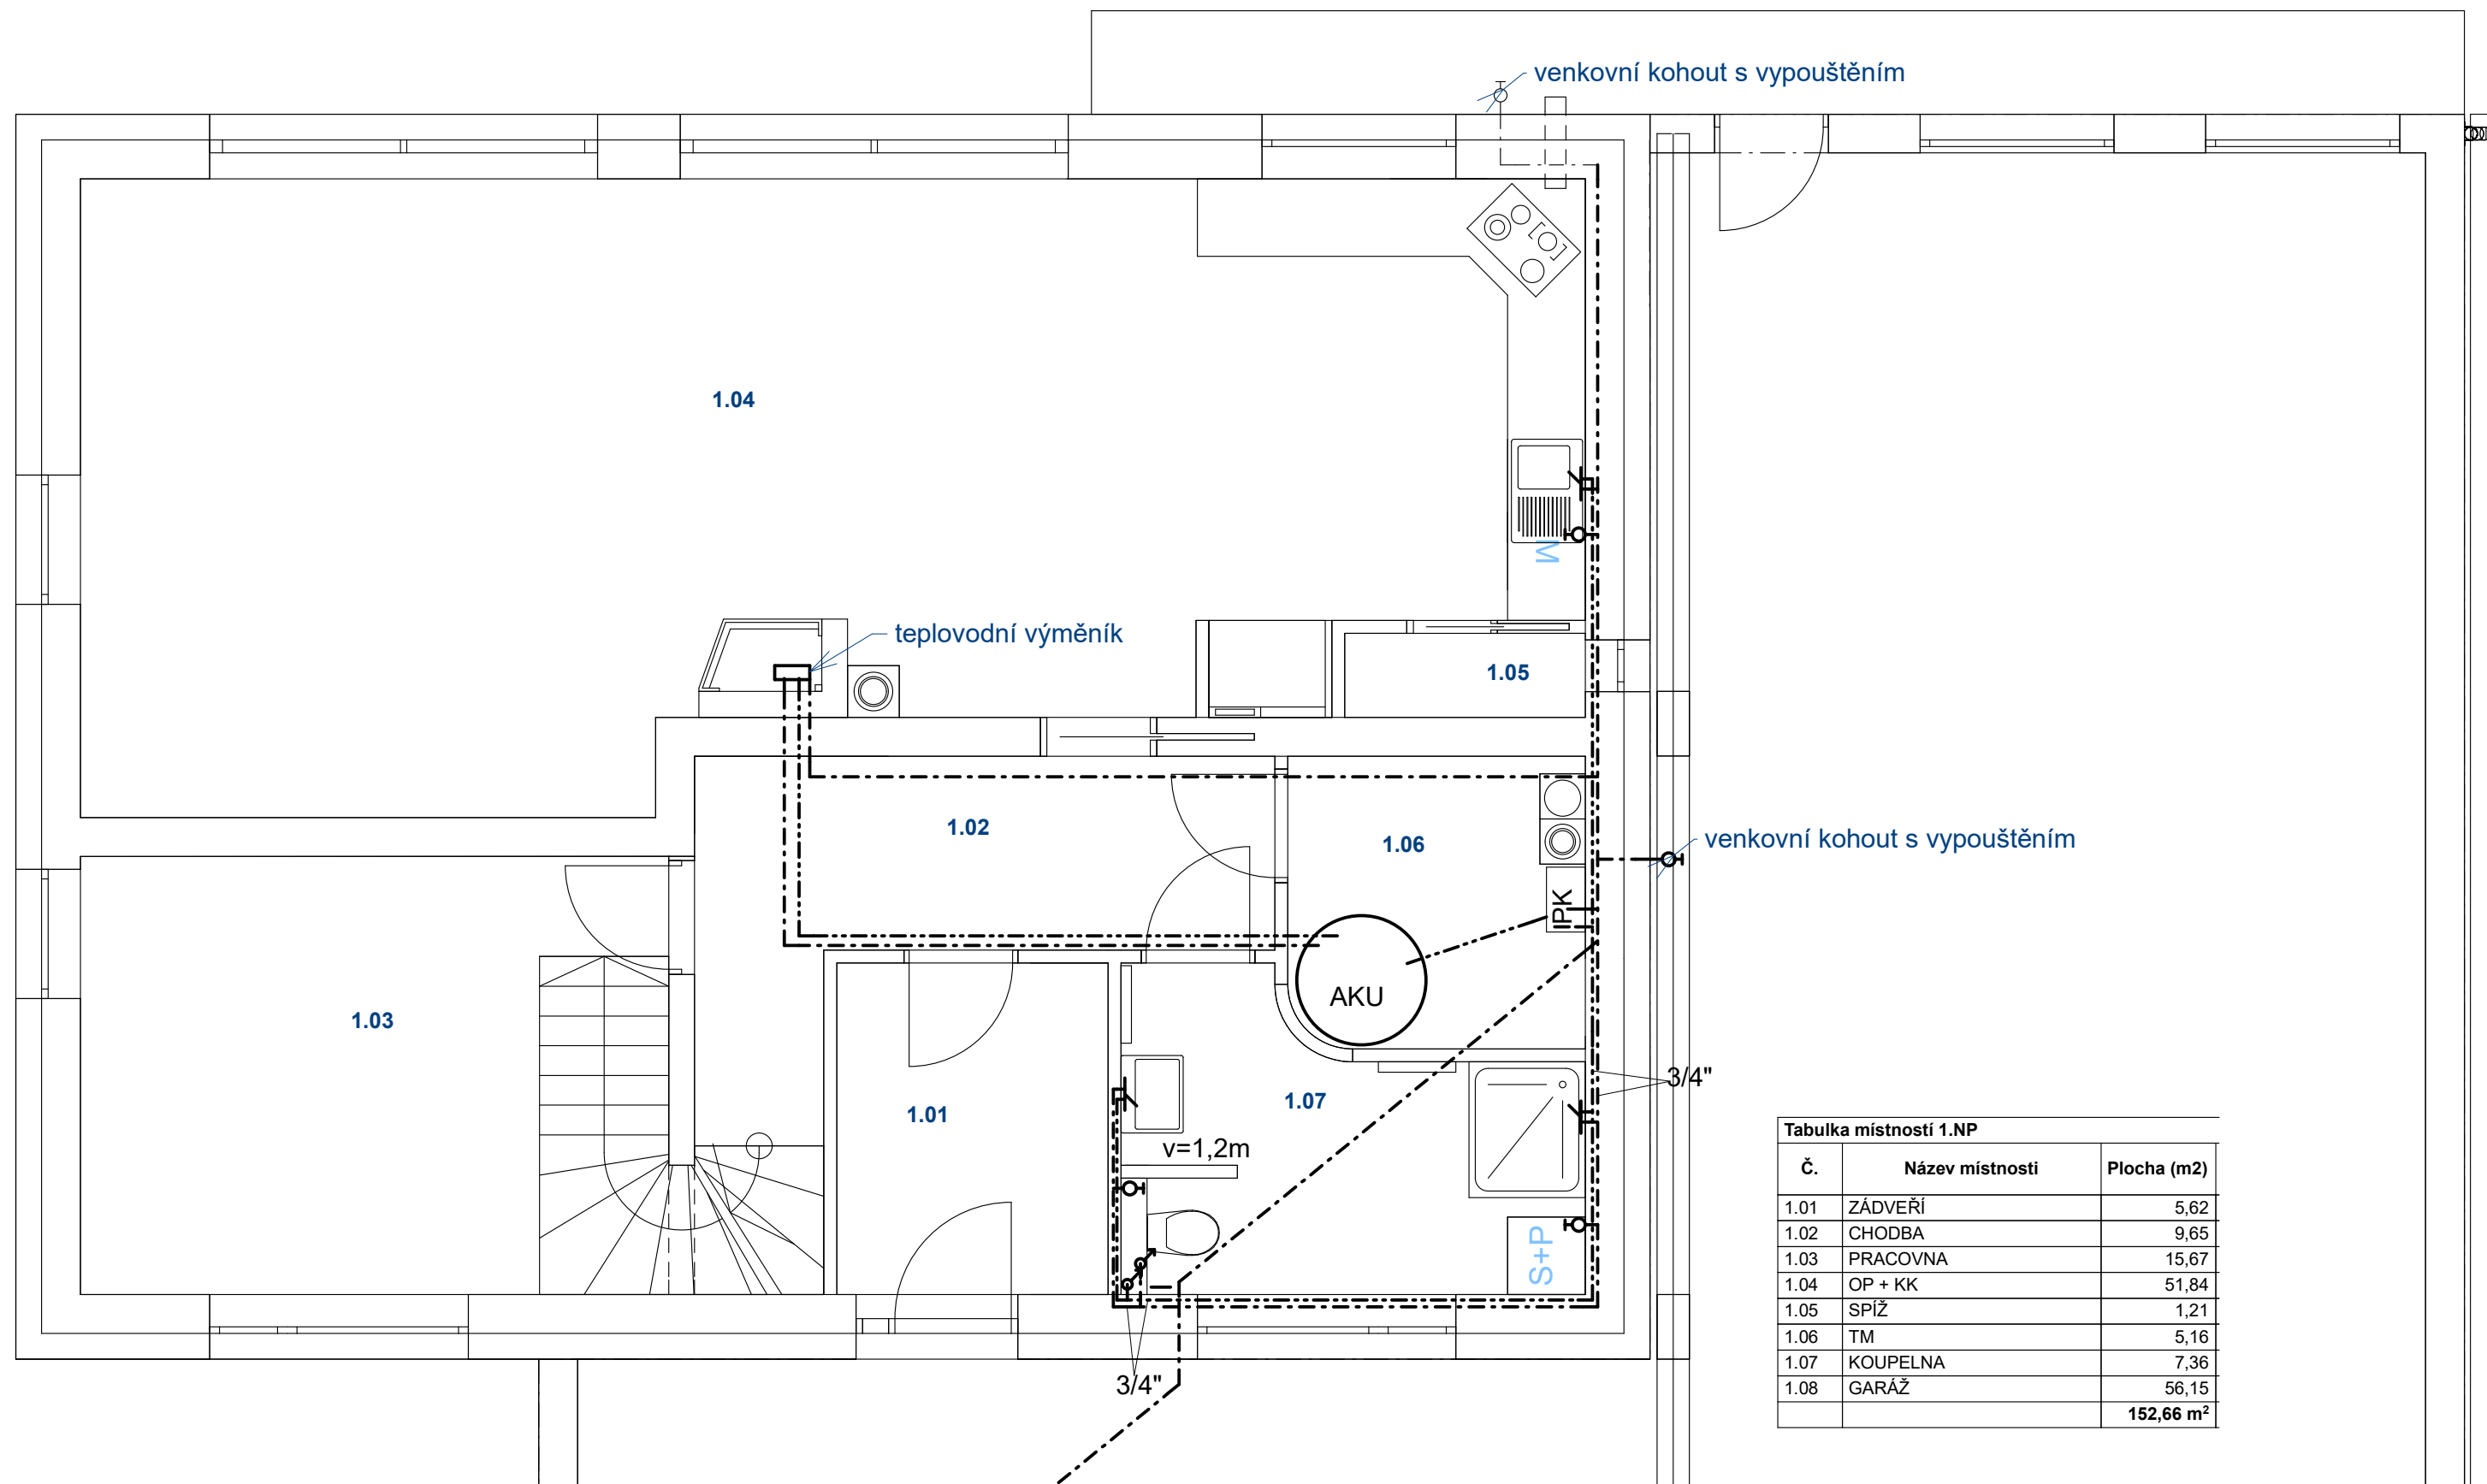 venkovní kohout s vypouštěním
1.04
M
teplovodní výměník
1.05
1.02
1.06
venkovní kohout s vypouštěním
PK
AKU
1.03
1.01
1.07
3/4"
v=1,2m
S+P
3/4"
Tabulka místností 1.NP
Č. Název místnosti Plocha (m2)
1.01 ZÁDVEŘÍ 5,62
1.02 CHODBA 9,65
1.03 PRACOVNA 15,67
1.04 OP + KK 51,84
1.05 SPÍŽ 1,21
1.06 TM 5,16
1.07 KOUPELNA 7,36
1.08 GARÁŽ 56,15
152,66 m²